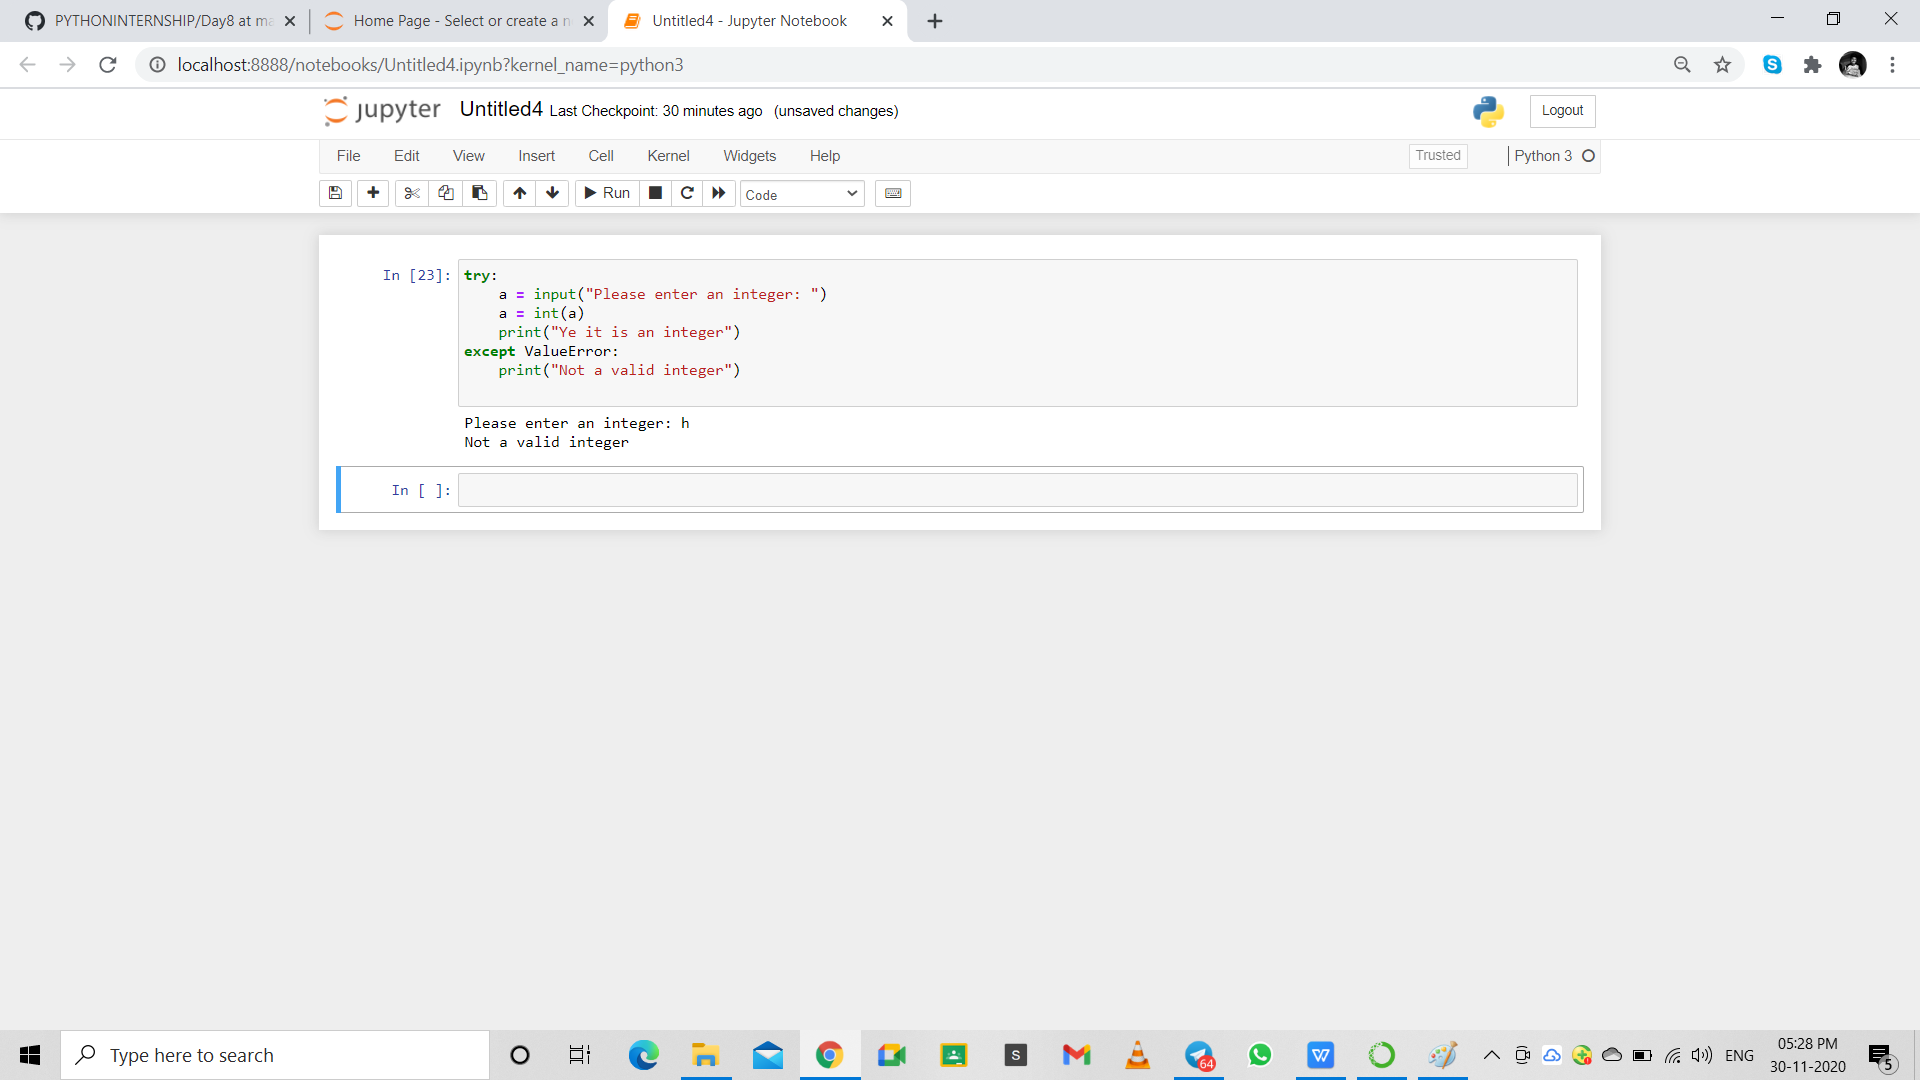 PYTHONINTERNSHIP/Day8 at ma
Home Page - Select or create a n
Untitled4 - Jupyter Notebook
localhost:8888/notebooks/Untitled4.ipynb?kernel_name=python3
S
jupyter Untitled4 Last Checkpoint: 30 minutes ago (unsaved changes)
Logout
File Edit View Insert Cell Kernel Widgets Help
Trusted Python 3
Run Code
In [23]: try:
    a = input("Please enter an integer: ")
    a = int(a)
    print("Ye it is an integer")
except ValueError:
    print("Not a valid integer")
Please enter an integer: h
Not a valid integer
In [ ]:
Type here to search
S
64
W
ENG
05:28 PM
30-11-2020
5